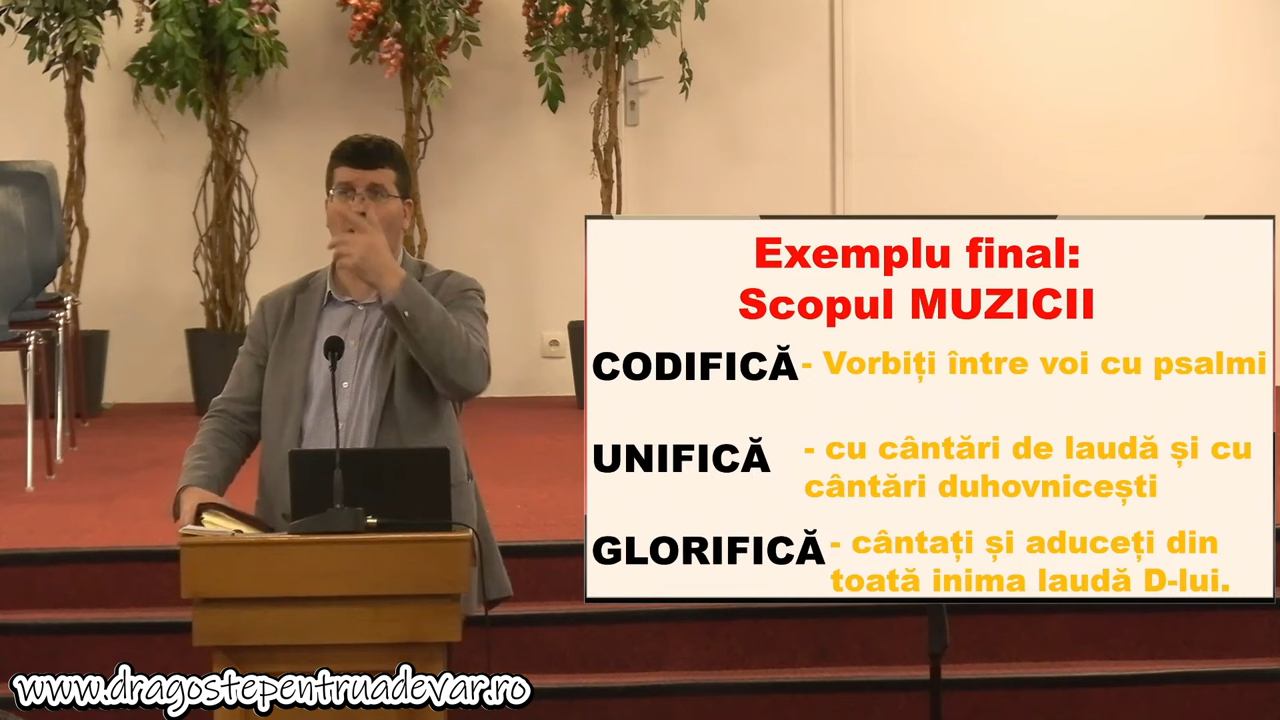 Exemplu final:
Scopul MUZICII
CODIFICĂ - Vorbiți între voi cu psalmi
UNIFICĂ - cu cântări de laudă și cu
cântări duhovnicești
GLORIFICĂ - cântați și aduceți din
toată inima laudă D-lui.
www.dragostepentruadevar.ro